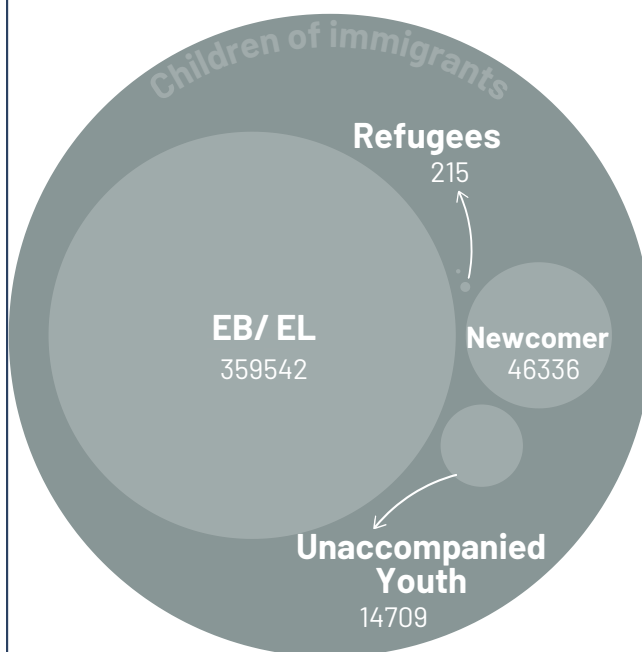 Children of immigrants
Refugees
215
EB/ EL
359542
Newcomer
46336
Unaccompanied
Youth
14709